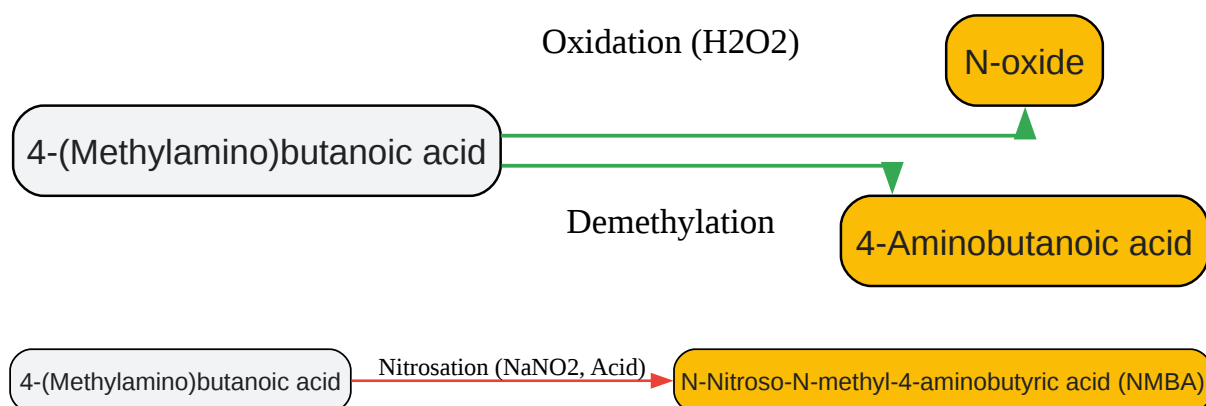 Oxidation (H2O2)
N-oxide
4-(Methylamino)butanoic acid
Demethylation
4-Aminobutanoic acid
4-(Methylamino)butanoic acid
Nitrosation (NaNO2, Acid)
N-Nitroso-N-methyl-4-aminobutyric acid (NMBA)